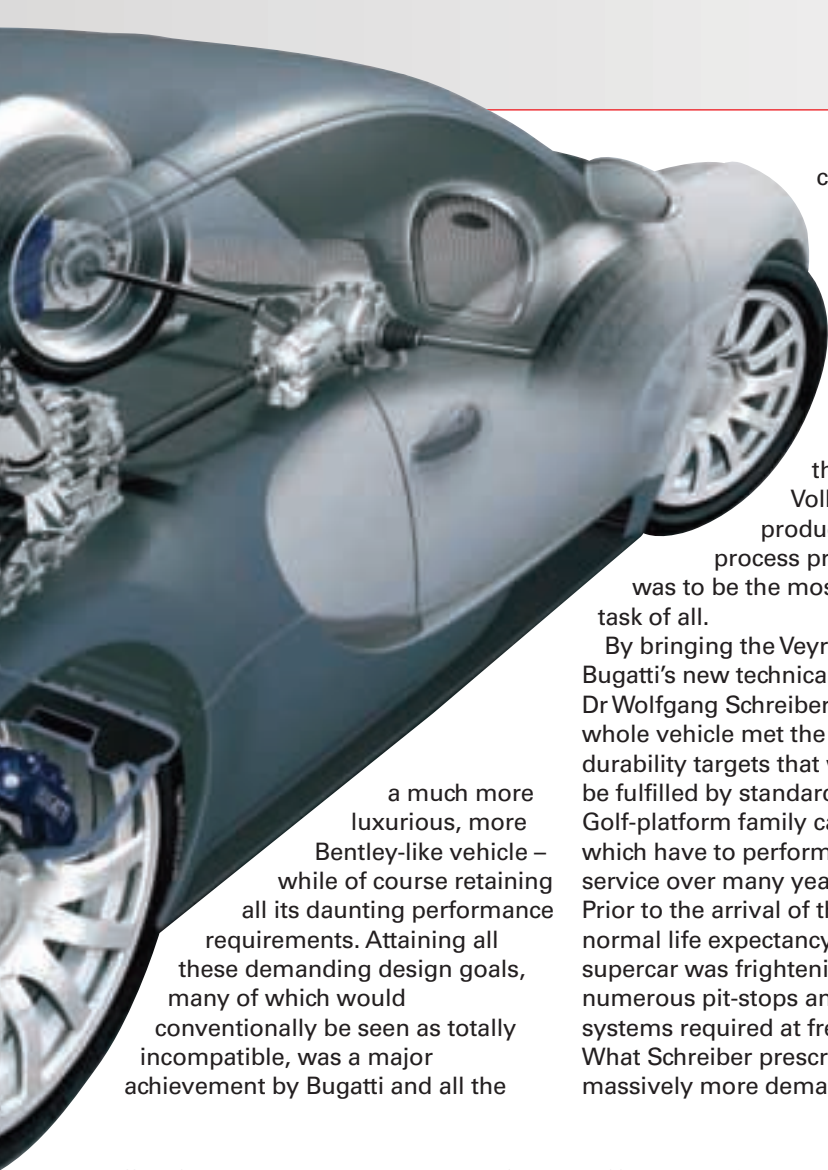 a much more
luxurious, more
Bentley-like vehicle –
while of course retaining
all its daunting performance
requirements. Attaining all
these demanding design goals,
many of which would
conventionally be seen as totally
incompatible, was a major
achievement by Bugatti and all the
c
th
Voll
produ
process pr
was to be the mos
task of all.
By bringing the Veyr
Bugatti's new technica
Dr Wolfgang Schreiber
whole vehicle met the
durability targets that
be fulfilled by standard
Golf-platform family ca
which have to perform
service over many yea
Prior to the arrival of th
normal life expectancy
supercar was frighteni
numerous pit-stops an
systems required at fre
What Schreiber prescr
massively more dema